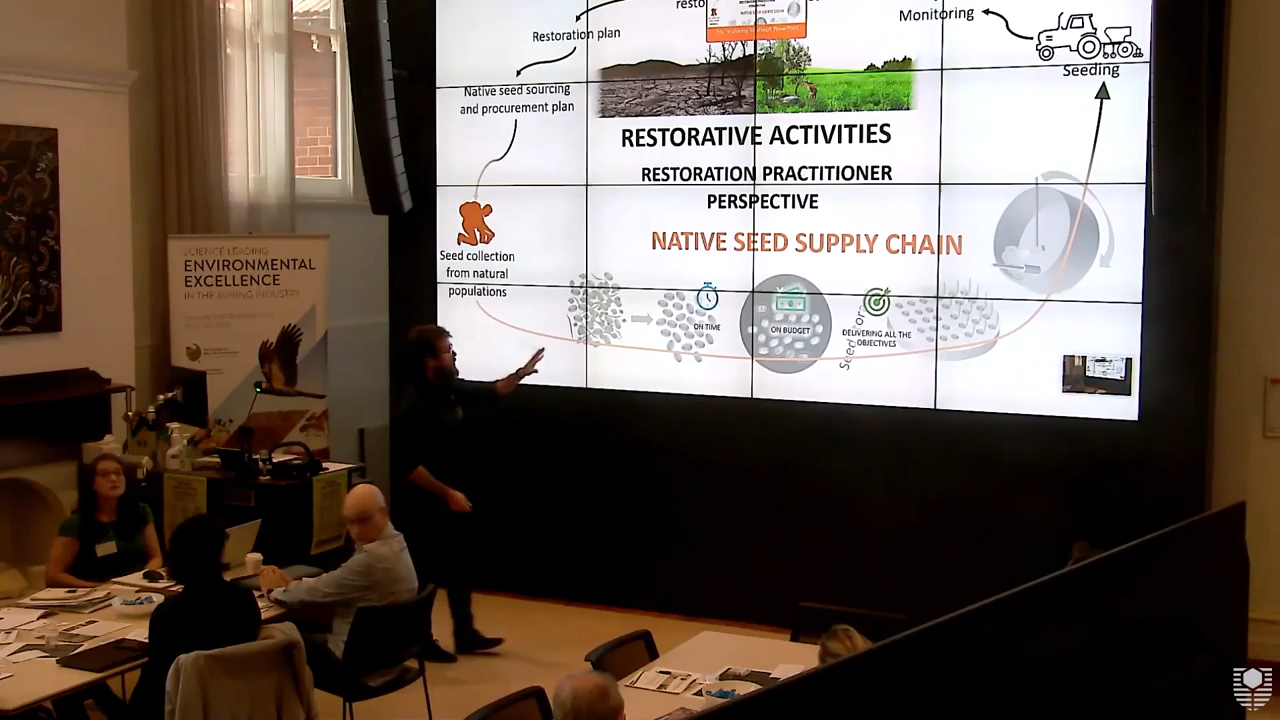 resto
Monitoring
Restoration plan
Seeding
Native seed sourcing
and procurement plan
RESTORATIVE ACTIVITIES
RESTORATION PRACTITIONER
PERSPECTIVE
NATIVE SEED SUPPLY CHAIN
Seed collection
from natural
populations
ON TIME
ON BUDGET
DELIVERING ALL THE
OBJECTIVES
Seed
SCIENCE LEADING
ENVIRONMENTAL
EXCELLENCE
IN THE MINING INDUSTRY